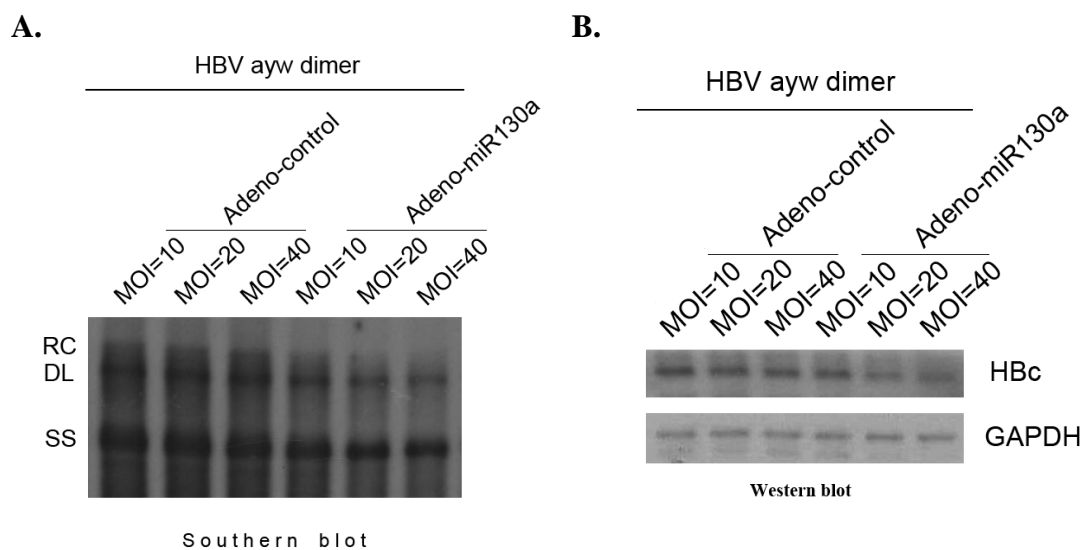 A.
HBV ayw dimer
Adeno-control
Adeno-miR130a
MOI=10
MOI=20
MOI=40
MOI=10
MOI=20
MOI=40
RC
DL
SS
Southern blot
B.
HBV ayw dimer
Adeno-control
Adeno-miR130a
MOI=10
MOI=20
MOI=40
MOI=10
MOI=20
MOI=40
HBc
GAPDH
Western blot